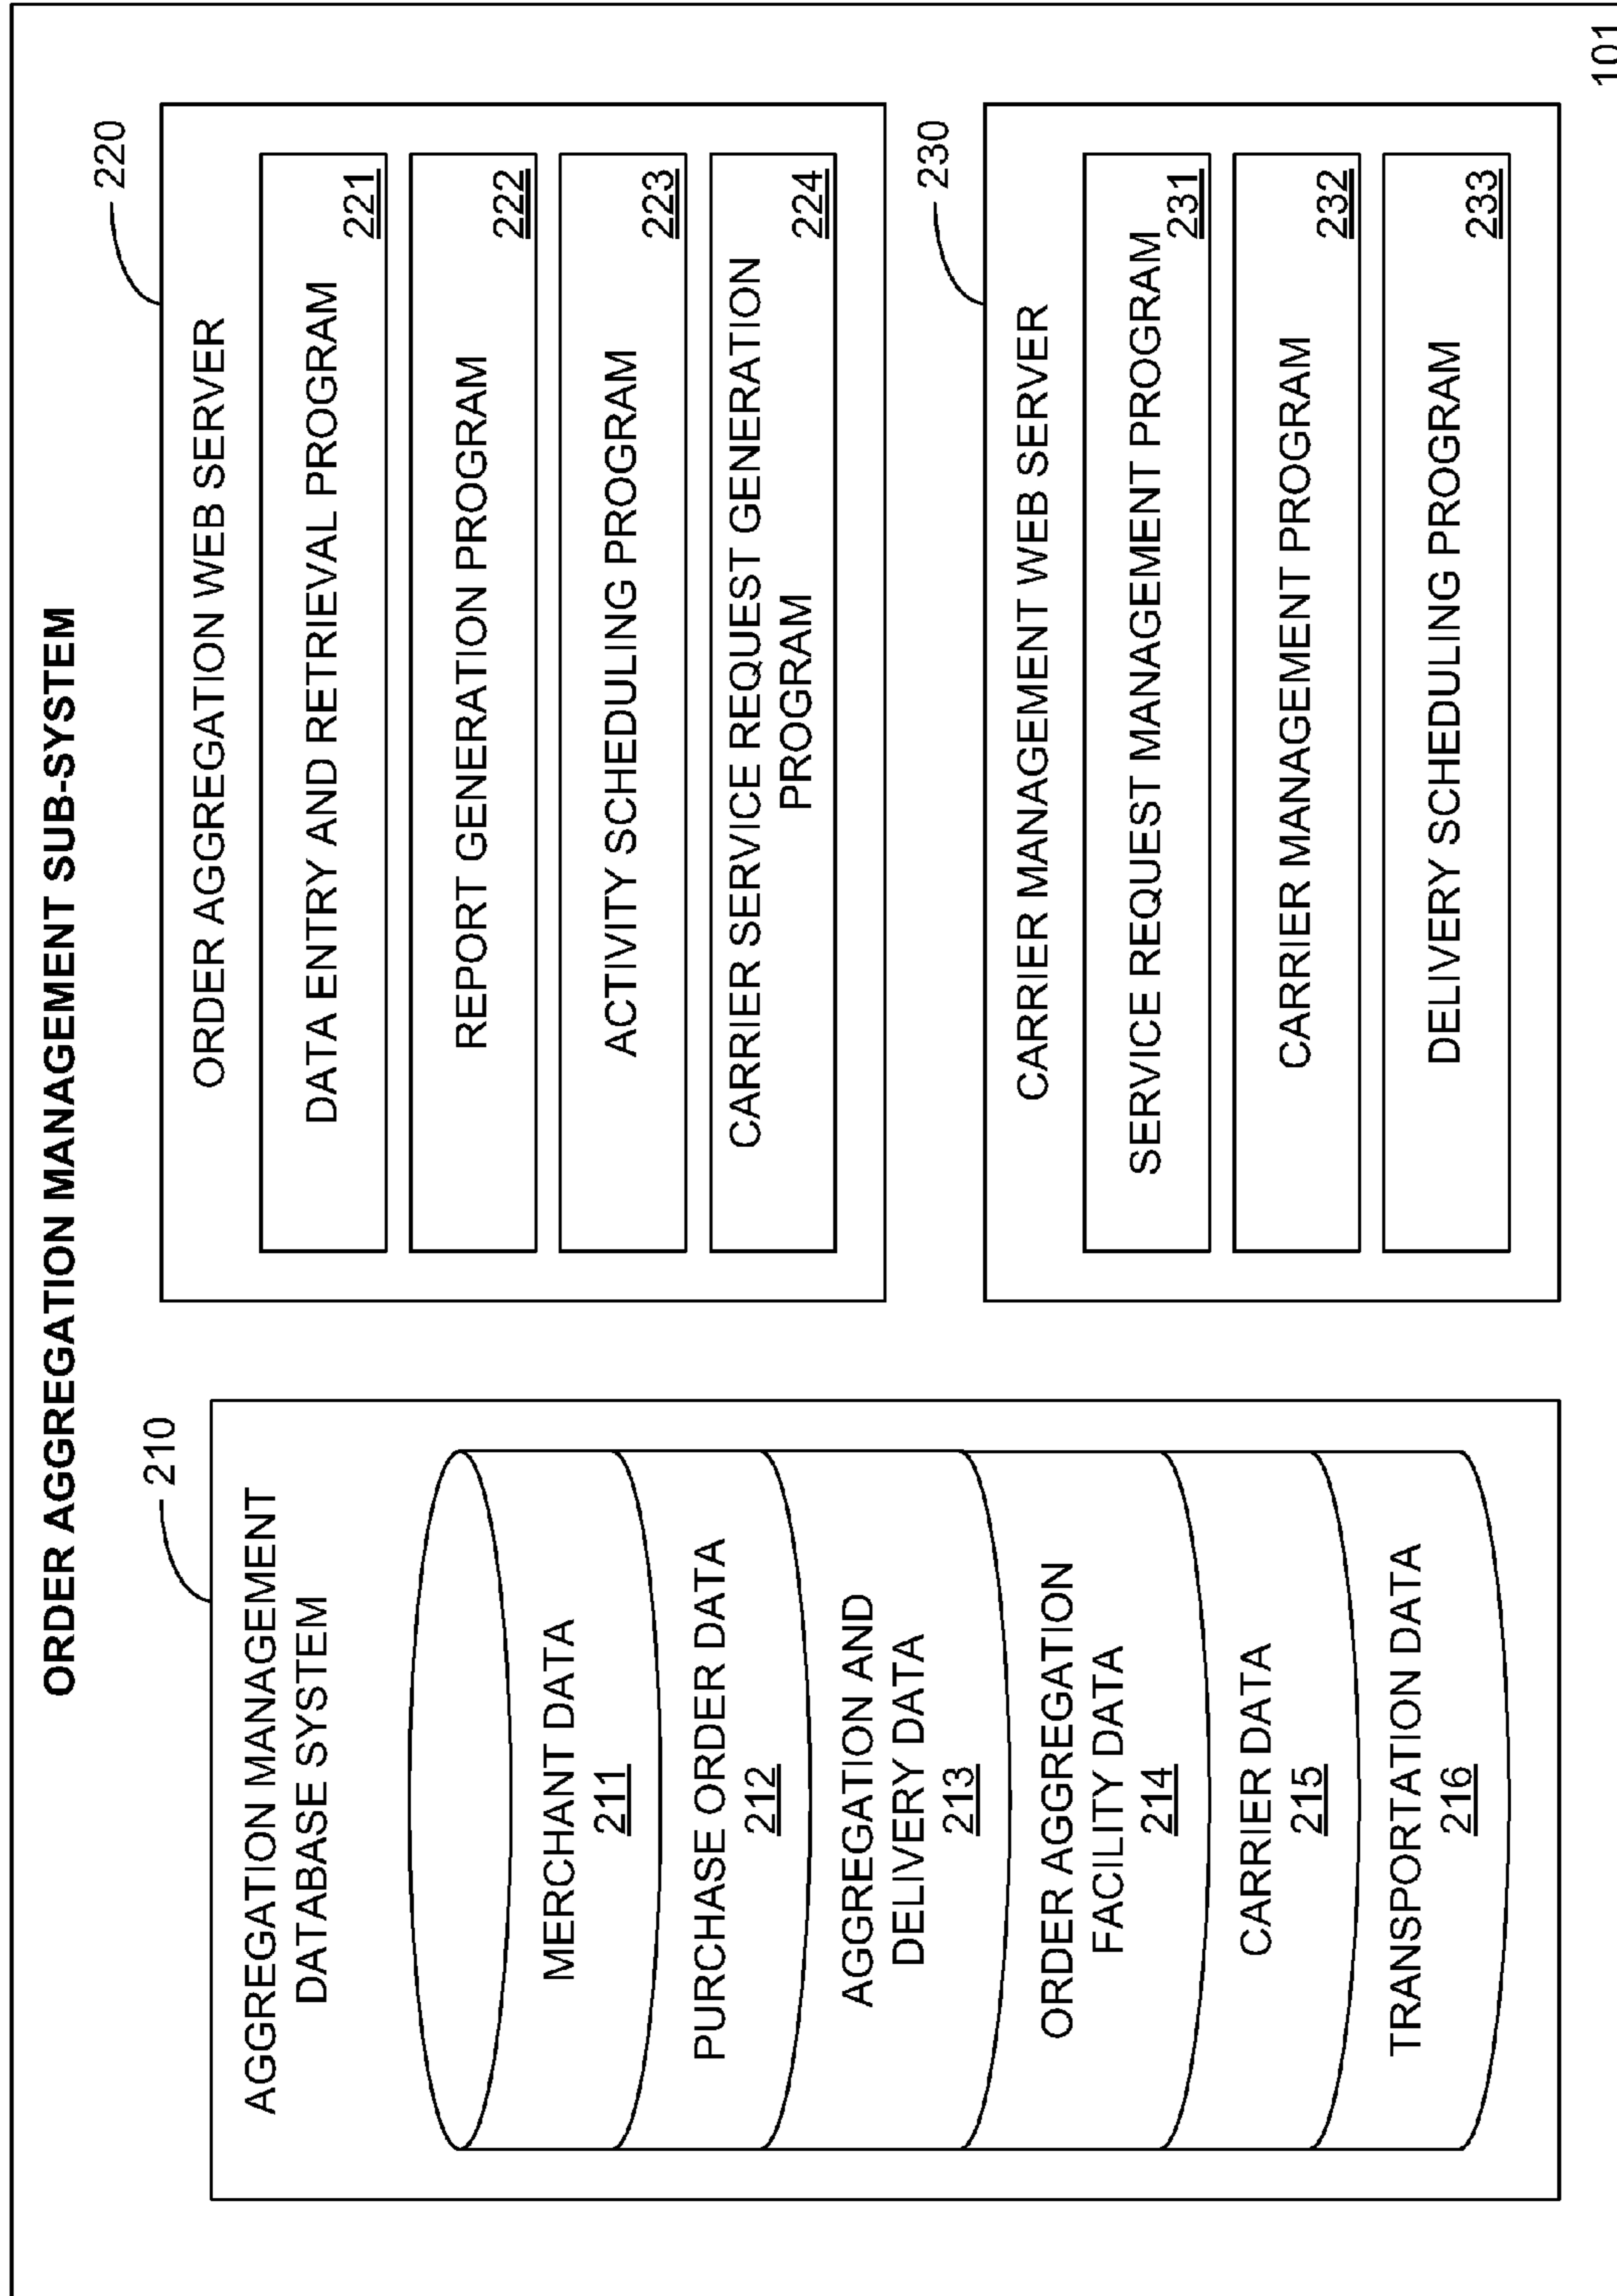 ORDER AGGREGATION MANAGEMENT SUB-SYSTEM
210
AGGREGATION MANAGEMENT
DATABASE SYSTEM
MERCHANT DATA
211
PURCHASE ORDER DATA
212
AGGREGATION AND
DELIVERY DATA
213
ORDER AGGREGATION
FACILITY DATA
214
CARRIER DATA
215
TRANSPORTATION DATA
216
220
ORDER AGGREGATION WEB SERVER
DATA ENTRY AND RETRIEVAL PROGRAM
221
REPORT GENERATION PROGRAM
222
ACTIVITY SCHEDULING PROGRAM
223
CARRIER SERVICE REQUEST GENERATION
PROGRAM
224
230
CARRIER MANAGEMENT WEB SERVER
SERVICE REQUEST MANAGEMENT PROGRAM
231
CARRIER MANAGEMENT PROGRAM
232
DELIVERY SCHEDULING PROGRAM
233
101